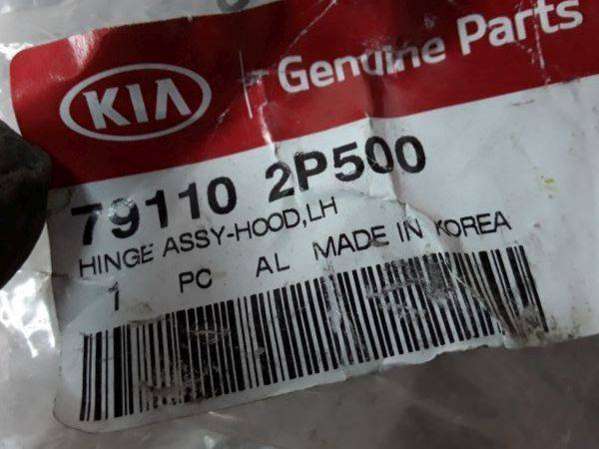 KIA
Genuine Parts
79110 2P500
HINGE ASSY-HOOD,LH
1 PC AL MADE IN KOREA